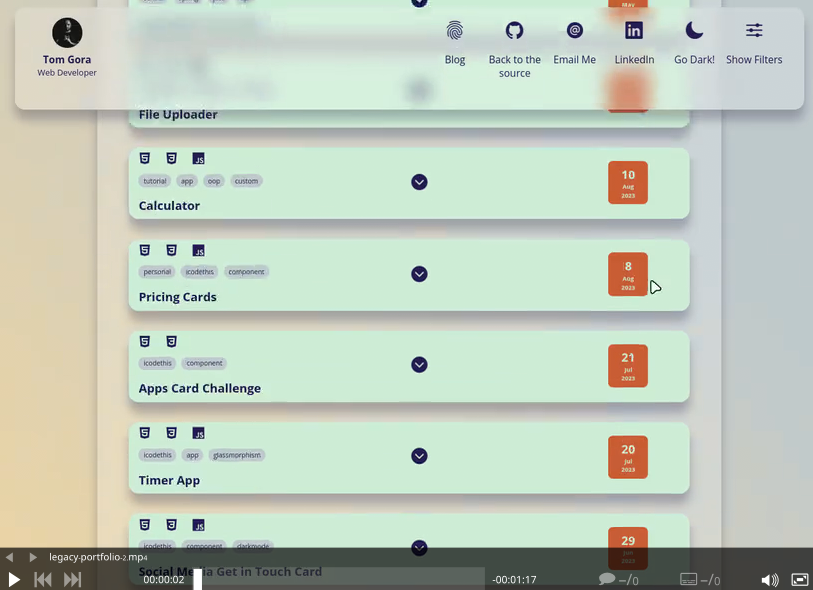 May
Tom Gora
Web Developer
Blog
Back to the
source
Email Me
LinkedIn
Go Dark!
Show Filters
File Uploader
JS
tutorial app oop custom
10
Aug
2023
Calculator
JS
personal icodethis component
8
Aug
2023
Pricing Cards
icodethis component
21
Jul
2023
Apps Card Challenge
JS
icodethis app glassmorphism
20
Jul
2023
Timer App
JS
icodethis component darkmode
29
Jun
2023
legacy-portfolio-2.mp4
Social Media Get in Touch Card
00:00:02
-00:01:17
–/0
–/0